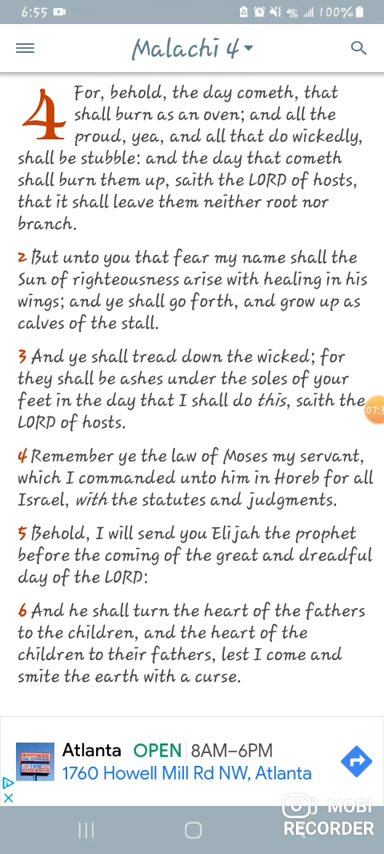 6:55 100%
Malachi 4
4 For, behold, the day cometh, that
shall burn as an oven; and all the
proud, yea, and all that do wickedly,
shall be stubble: and the day that cometh
shall burn them up, saith the LORD of hosts,
that it shall leave them neither root nor
branch.
2 But unto you that fear my name shall the
Sun of righteousness arise with healing in his
wings; and ye shall go forth, and grow up as
calves of the stall.
3 And ye shall tread down the wicked; for
they shall be ashes under the soles of your
feet in the day that I shall do this, saith the
LORD of hosts.
4 Remember ye the law of Moses my servant,
which I commanded unto him in Horeb for all
Israel, with the statutes and judgments.
5 Behold, I will send you Elijah the prophet
before the coming of the great and dreadful
day of the LORD:
6 And he shall turn the heart of the fathers
to the children, and the heart of the
children to their fathers, lest I come and
smite the earth with a curse.
Atlanta OPEN 8AM–6PM
1760 Howell Mill Rd NW, Atlanta
MOBI
RECORDER